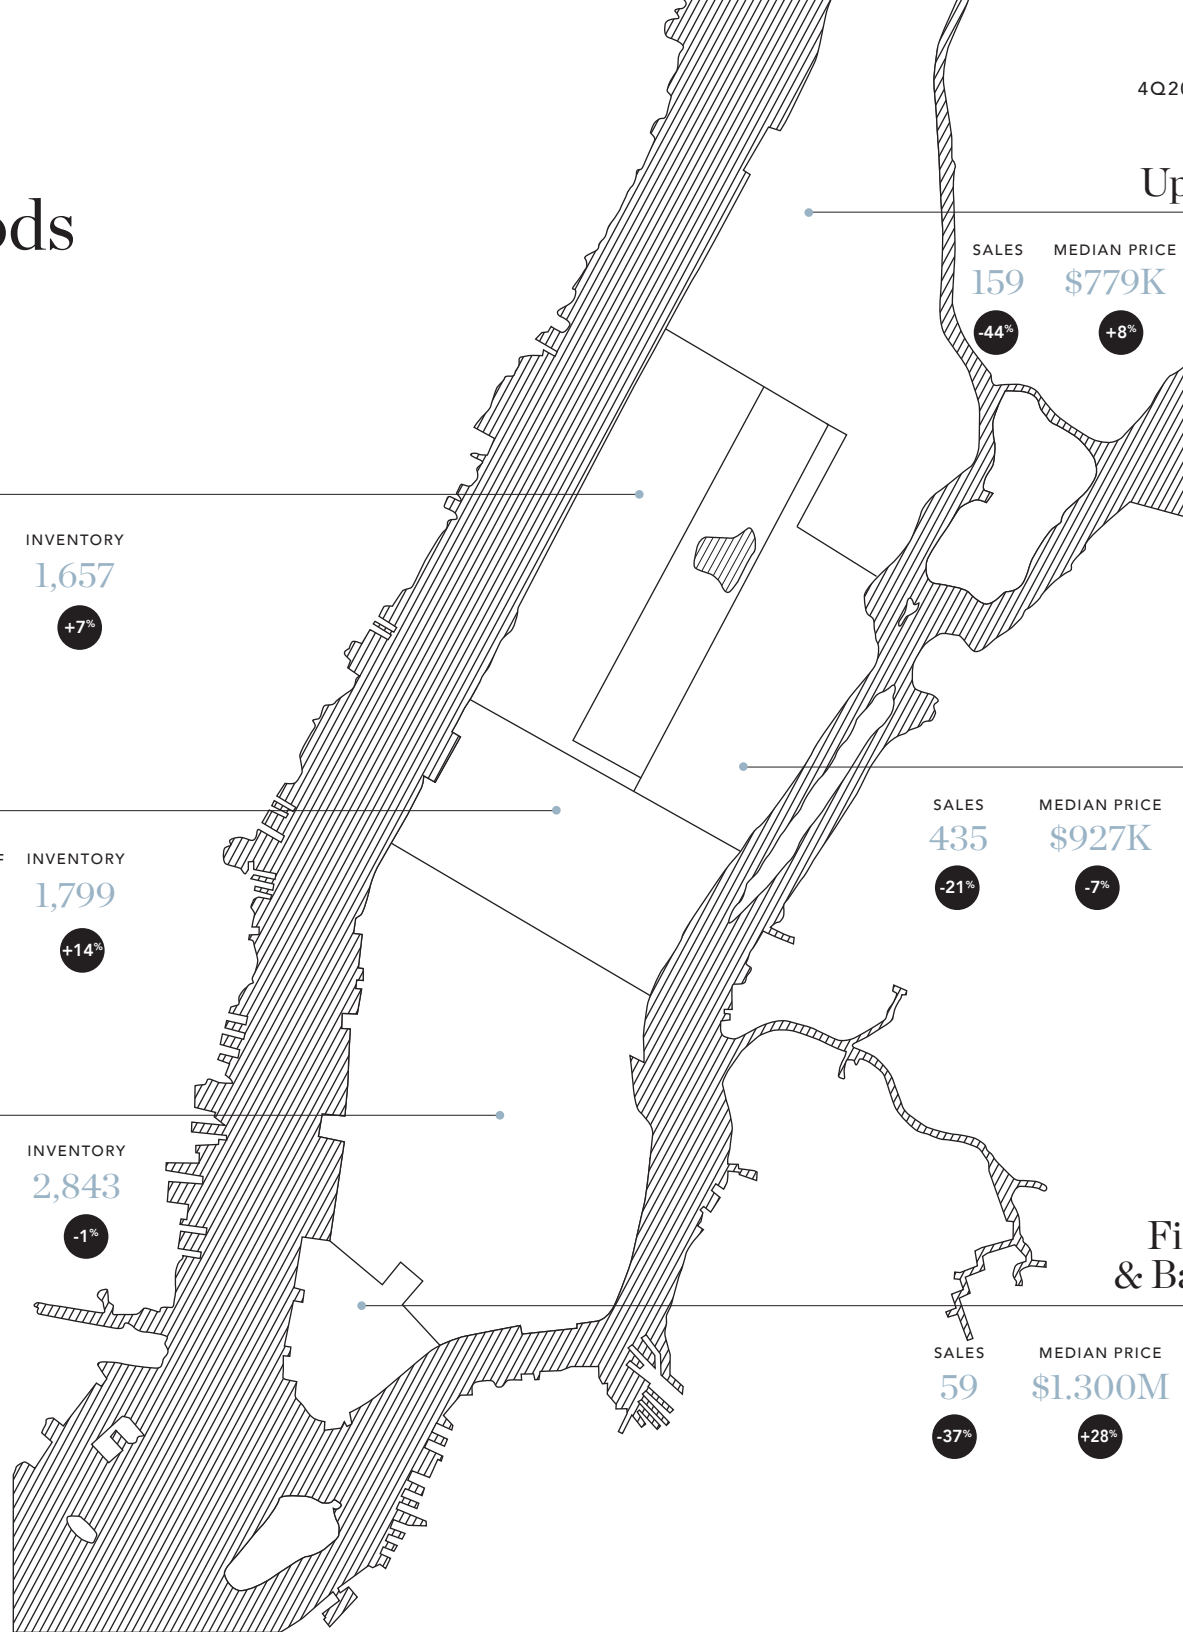 4Q20
Up
ods
SALES MEDIAN PRICE
159 $779K
-44% +8%
INVENTORY
1,657
+7%
SALES MEDIAN PRICE
435 $927K
-21% -7%
INVENTORY
1,799
+14%
INVENTORY
2,843
-1%
Fi
& Ba
SALES MEDIAN PRICE
59 $1.300M
-37% +28%